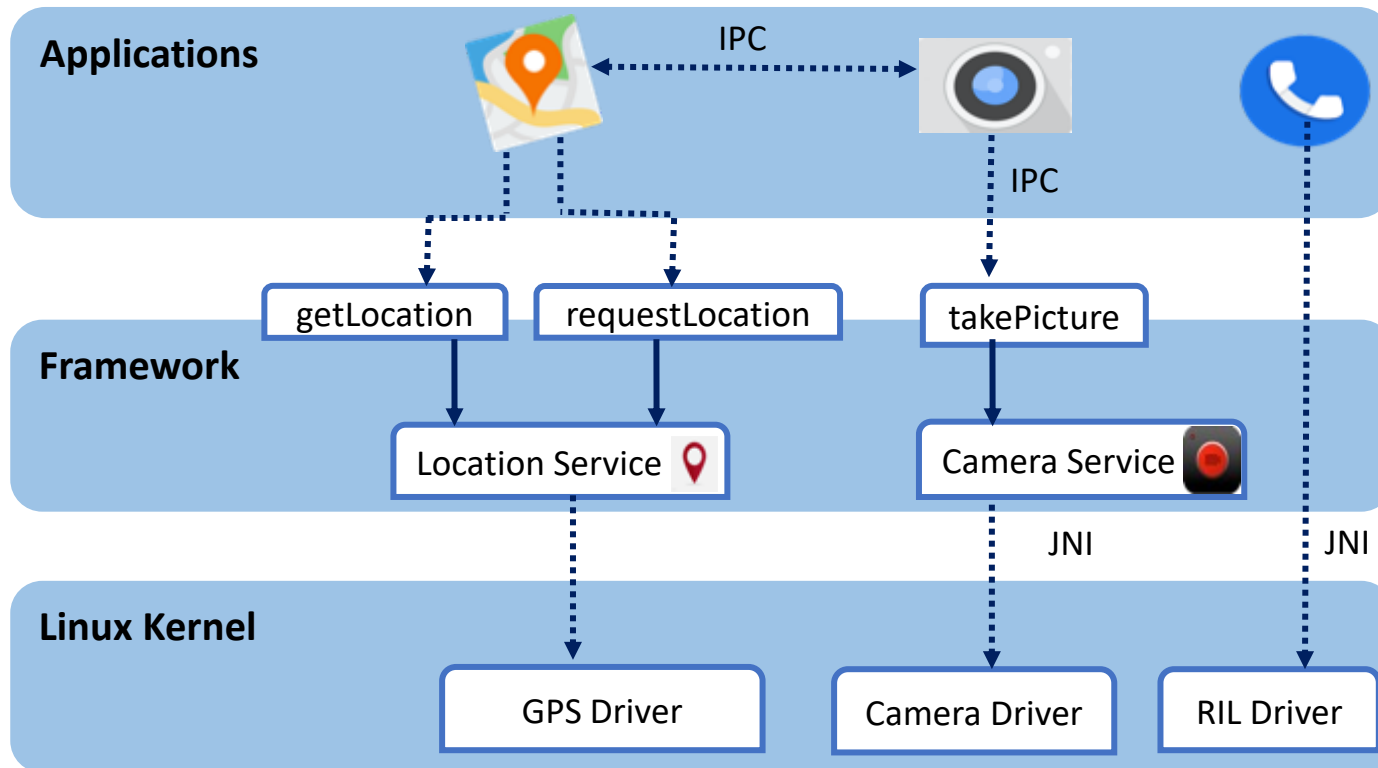 Applications
IPC
IPC
getLocation
requestLocation
takePicture
Framework
Location Service
Camera Service
JNI
JNI
Linux Kernel
GPS Driver
Camera Driver
RIL Driver